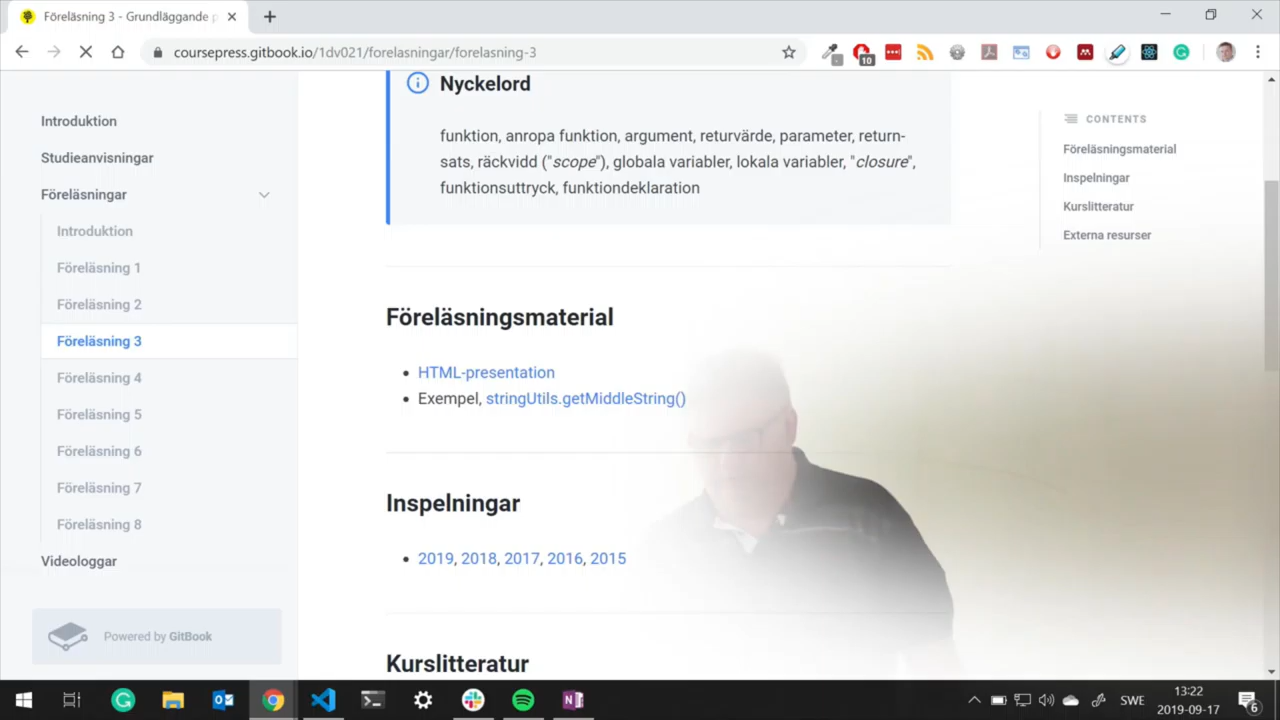 Föreläsning 3 - Grundläggande p
coursepress.gitbook.io/1dv021/forelasningar/forelasning-3
10
Introduktion
Studieanvisningar
Föreläsningar
Introduktion
Föreläsning 1
Föreläsning 2
Föreläsning 3
Föreläsning 4
Föreläsning 5
Föreläsning 6
Föreläsning 7
Föreläsning 8
Videologgar
Powered by GitBook
Nyckelord
funktion, anropa funktion, argument, returvärde, parameter, return-
sats, räckvidd ("scope"), globala variabler, lokala variabler, "closure",
funktionsuttryck, funktiondeklaration
Föreläsningsmaterial
HTML-presentation
Exempel, stringUtils.getMiddleString()
Inspelningar
2019, 2018, 2017, 2016, 2015
Kurslitteratur
CONTENTS
Föreläsningsmaterial
Inspelningar
Kurslitteratur
Externa resurser
SWE
13:22
2019-09-17
6